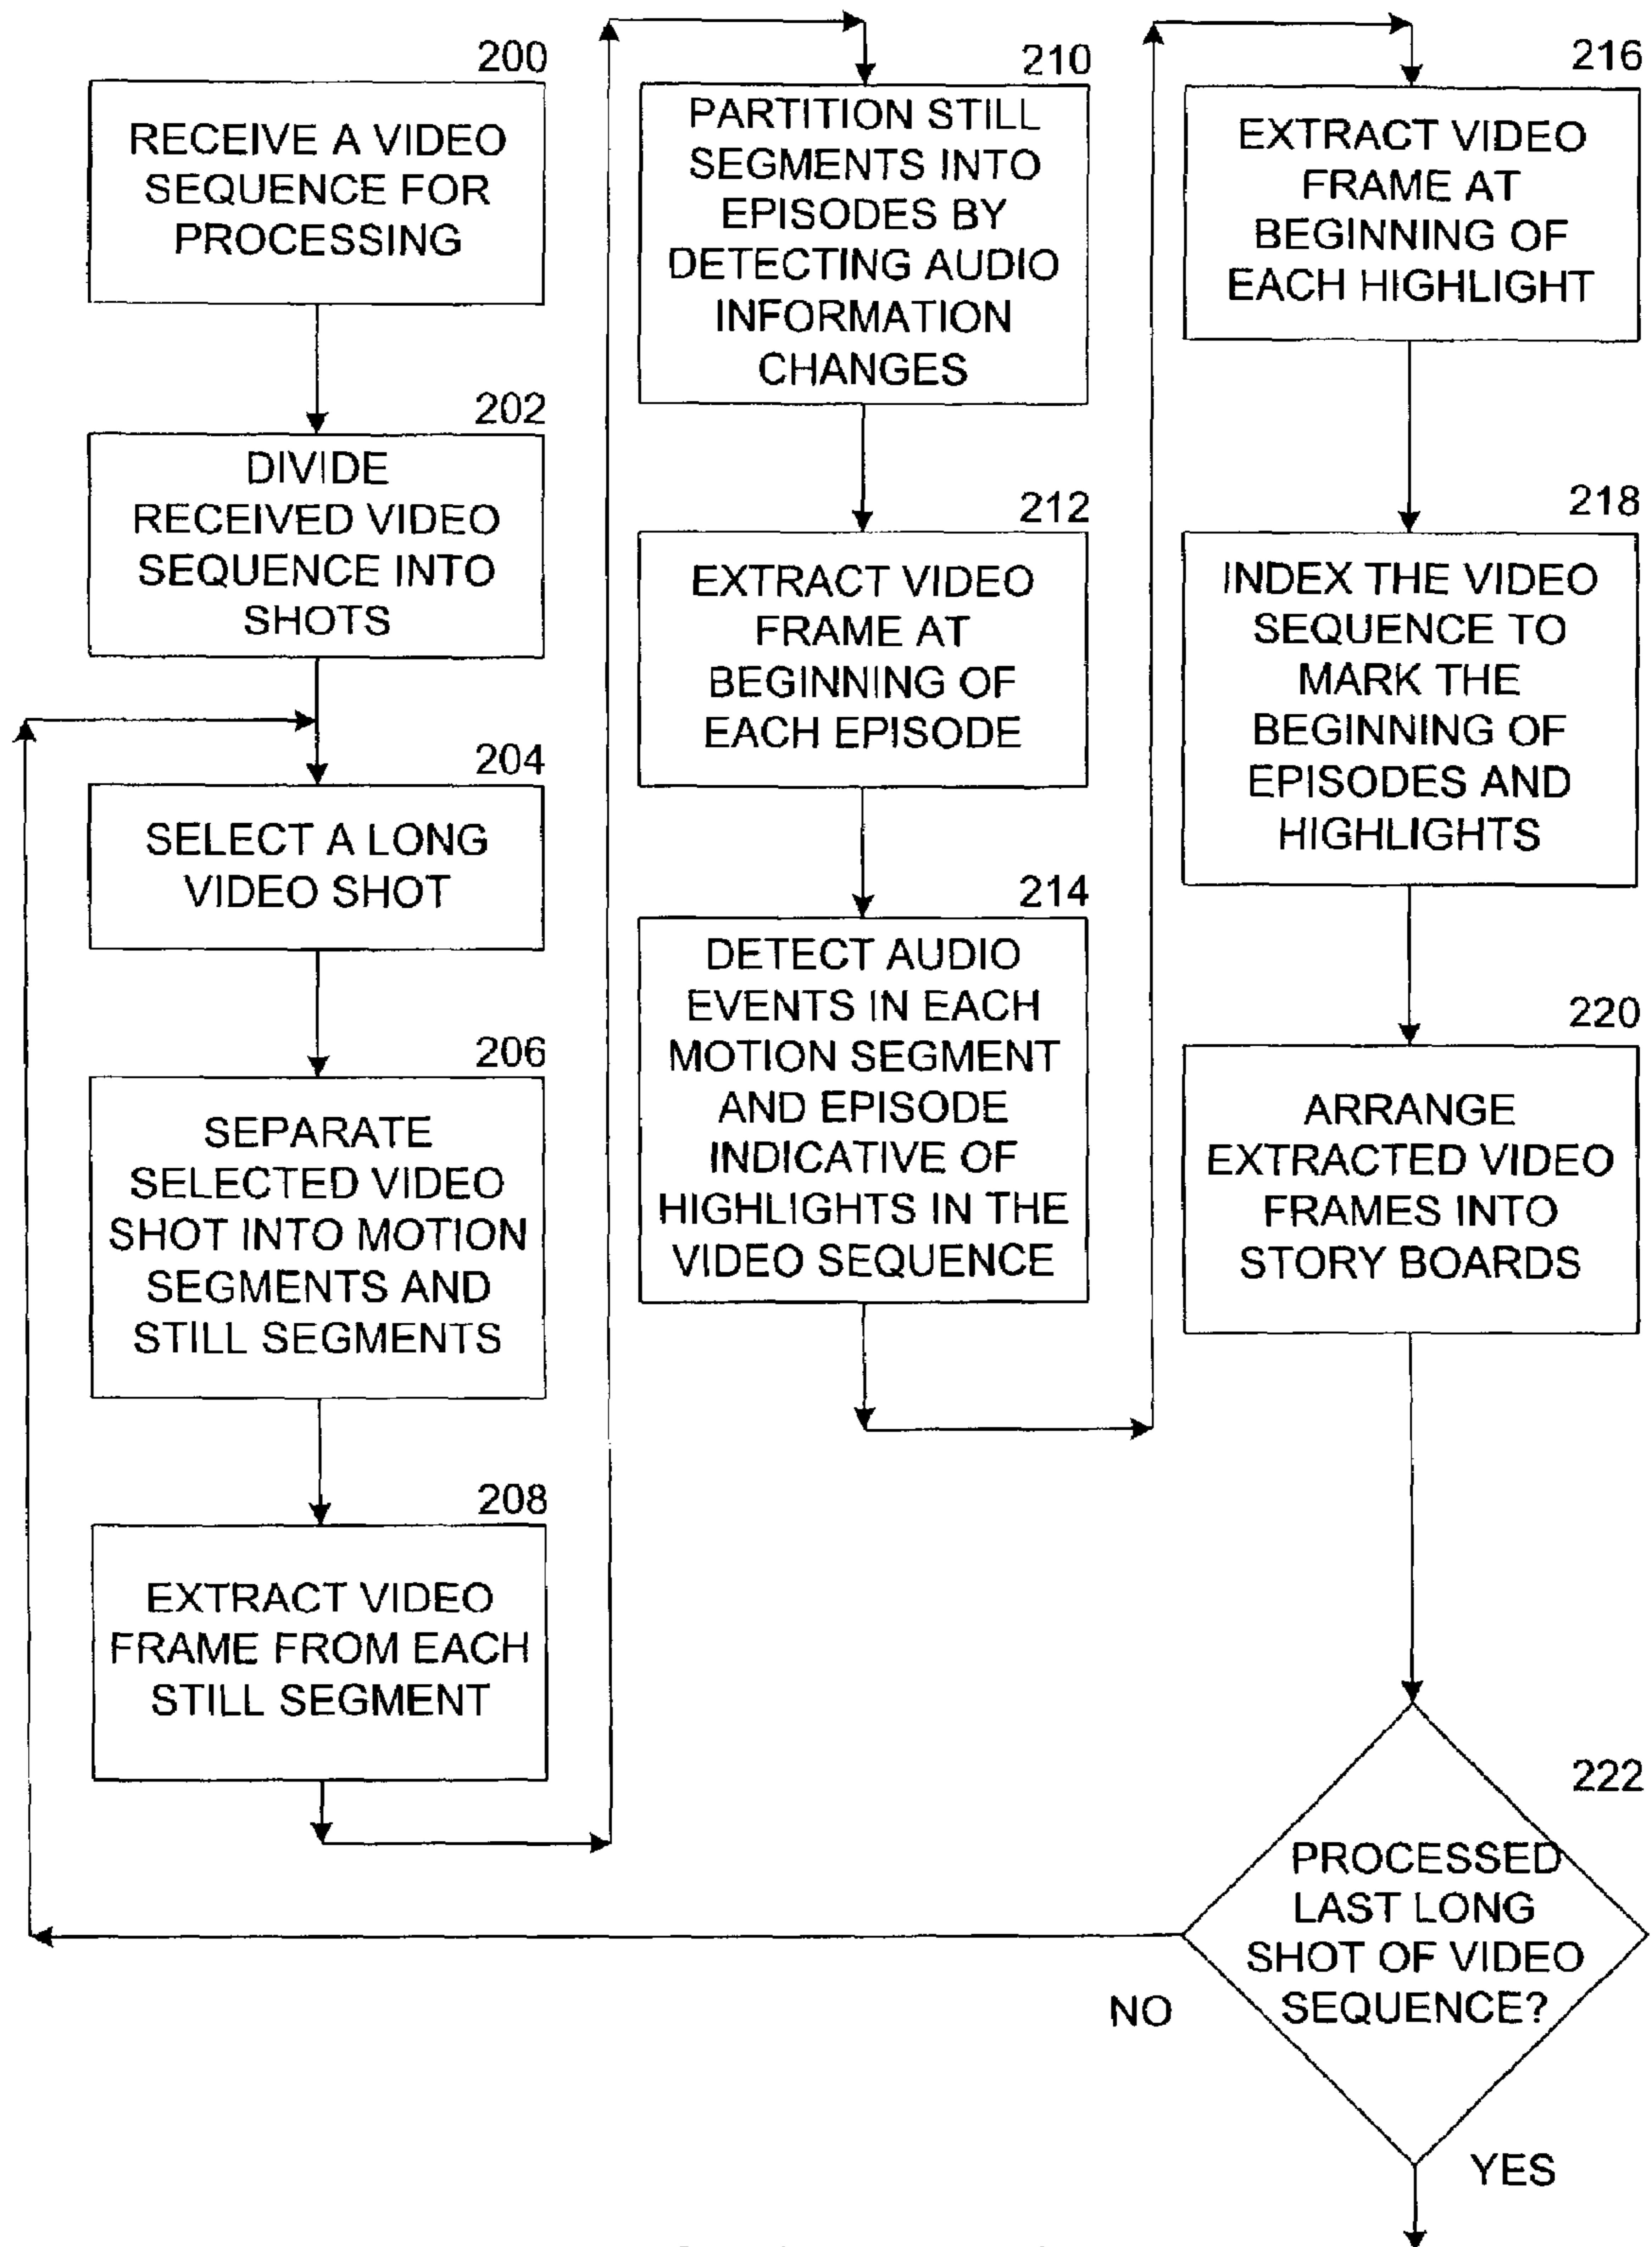 200
RECEIVE A VIDEO
SEQUENCE FOR
PROCESSING
202
DIVIDE
RECEIVED VIDEO
SEQUENCE INTO
SHOTS
204
SELECT A LONG
VIDEO SHOT
206
SEPARATE
SELECTED VIDEO
SHOT INTO MOTION
SEGMENTS AND
STILL SEGMENTS
208
EXTRACT VIDEO
FRAME FROM EACH
STILL SEGMENT
210
PARTITION STILL
SEGMENTS INTO
EPISODES BY
DETECTING AUDIO
INFORMATION
CHANGES
212
EXTRACT VIDEO
FRAME AT
BEGINNING OF
EACH EPISODE
214
DETECT AUDIO
EVENTS IN EACH
MOTION SEGMENT
AND EPISODE
INDICATIVE OF
HIGHLIGHTS IN THE
VIDEO SEQUENCE
216
EXTRACT VIDEO
FRAME AT
BEGINNING OF
EACH HIGHLIGHT
218
INDEX THE VIDEO
SEQUENCE TO
MARK THE
BEGINNING OF
EPISODES AND
HIGHLIGHTS
220
ARRANGE
EXTRACTED VIDEO
FRAMES INTO
STORY BOARDS
222
PROCESSED
LAST LONG
SHOT OF VIDEO
SEQUENCE?
NO
YES